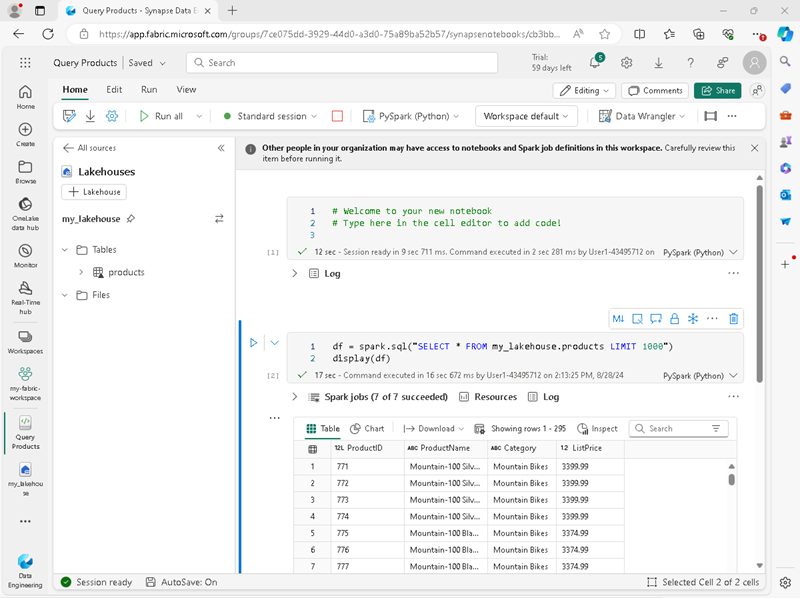 Query Products - Synapse Data E
https://app.fabric.microsoft.com/groups/7ce075dd-3929-44d0-a3d0-75a89ba52b57/synapsenotebooks/cb3bb...
Query Products | Saved
Search
Trial:
59 days left
5
Home Edit Run View
Editing
Comments
Share
Run all
Standard session
PySpark (Python)
Workspace default
Data Wrangler
Home
Create
Browse
OneLake
data hub
Monitor
Real-Time
hub
Workspaces
my-fabric-
workspace
Query
Products
my_lakehou
se
Data
Engineering
All sources
Lakehouses
Lakehouse
my_lakehouse
Tables
products
Files
Other people in your organization may have access to notebooks and Spark job definitions in this workspace. Carefully review this
item before running it.
1 # Welcome to your new notebook
2 # Type here in the cell editor to add code!
3
[1] 12 sec - Session ready in 9 sec 711 ms. Command executed in 2 sec 281 ms by User1-43495712 on PySpark (Python)
Log
M↓
1 df = spark.sql("SELECT * FROM my_lakehouse.products LIMIT 1000")
2 display(df)
[2] 17 sec - Command executed in 16 sec 672 ms by User1-43495712 on 2:13:25 PM, 8/28/24 PySpark (Python)
Spark jobs (7 of 7 succeeded) Resources Log
Table Chart Download Showing rows 1 - 295 Inspect Search
12L ProductID ABC ProductName ABC Category 1.2 ListPrice
1 771 Mountain-100 Silv... Mountain Bikes 3399.99
2 772 Mountain-100 Silv... Mountain Bikes 3399.99
3 773 Mountain-100 Silv... Mountain Bikes 3399.99
4 774 Mountain-100 Silv... Mountain Bikes 3399.99
5 775 Mountain-100 Bla... Mountain Bikes 3374.99
6 776 Mountain-100 Bla... Mountain Bikes 3374.99
7 777 Mountain-100 Bla... Mountain Bikes 3374.99
Session ready
AutoSave: On
Selected Cell 2 of 2 cells